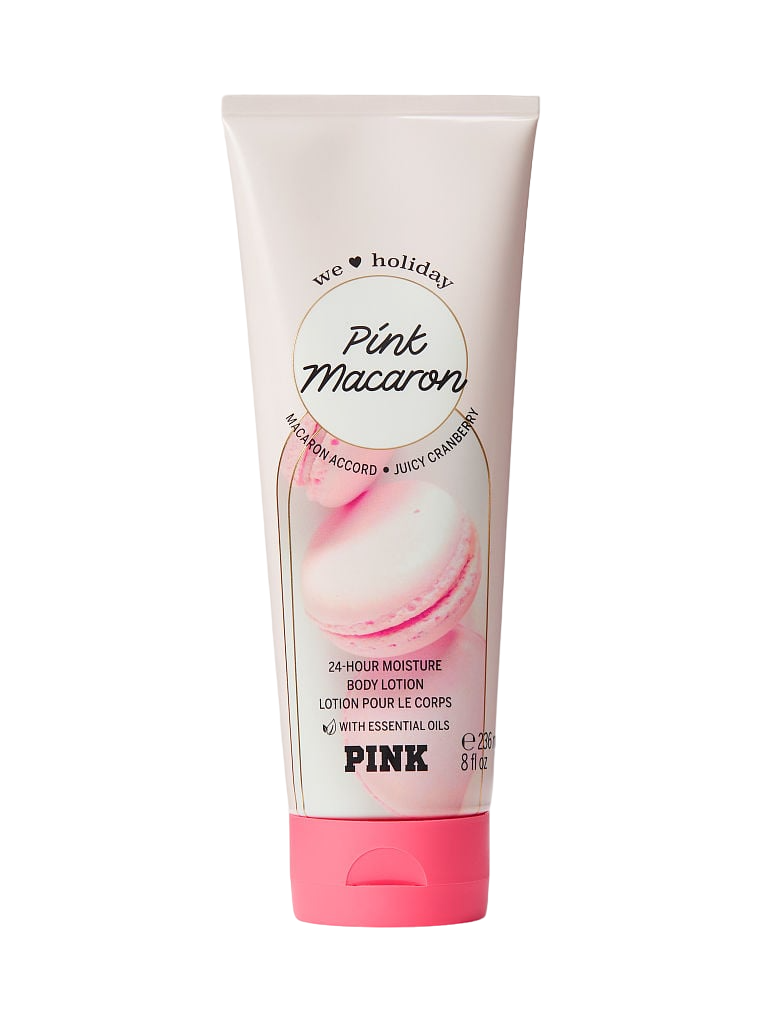 we ♥ holiday
Pink
Macaron
MACARON ACCORD • JUICY CRANBERRY
24-HOUR MOISTURE
BODY LOTION
LOTION POUR LE CORPS
WITH ESSENTIAL OILS
PINK
℮ 236
8 fl oz